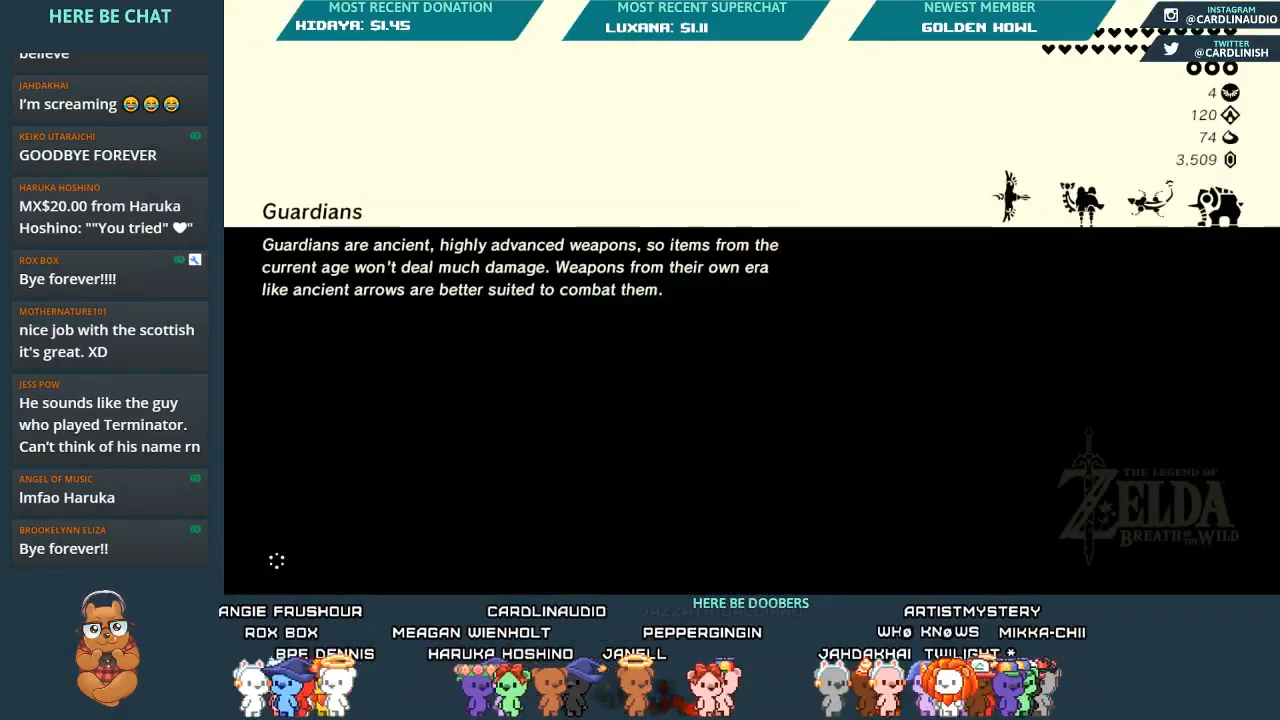 HERE BE CHAT
believe
JAHDAKHAI
I'm screaming 😂 😂 😂
KEIKO UTARAICHI
GOODBYE FOREVER
HARUKA HOSHINO
MX$20.00 from Haruka
Hoshino: ""You tried" 🤍"
ROX BOX
Bye forever!!!!
MOTHERNATURE101
nice job with the scottish
it's great. XD
JESS POW
He sounds like the guy
who played Terminator.
Can't think of his name rn
ANGEL OF MUSIC
lmfao Haruka
BROOKELYNN ELIZA
Bye forever!!
MOST RECENT DONATION
HIDAYA: $1.45
MOST RECENT SUPERCHAT
LUXANA: $1.11
NEWEST MEMBER
GOLDEN HOWL
INSTAGRAM
@CARDLINAUDIO
TWITTER
@CARDLINISH
4
120
74
3,509
Guardians
Guardians are ancient, highly advanced weapons, so items from the
current age won't deal much damage. Weapons from their own era
like ancient arrows are better suited to combat them.
THE LEGEND OF
ZELDA
BREATH OF THE WILD
HERE BE DOOBERS
ANGIE FRUSHOUR
CARDLINAUDIO
ARTISTMYSTERY
ROX BOX
MEAGAN WIENHOLT
PEPPERGINGIN
WHØ KNØWS
MIKKA-CHII
BRE DENNIS
HARUKA HOSHINO
JANELL
JAHDAKHAI
TWILIGHT *